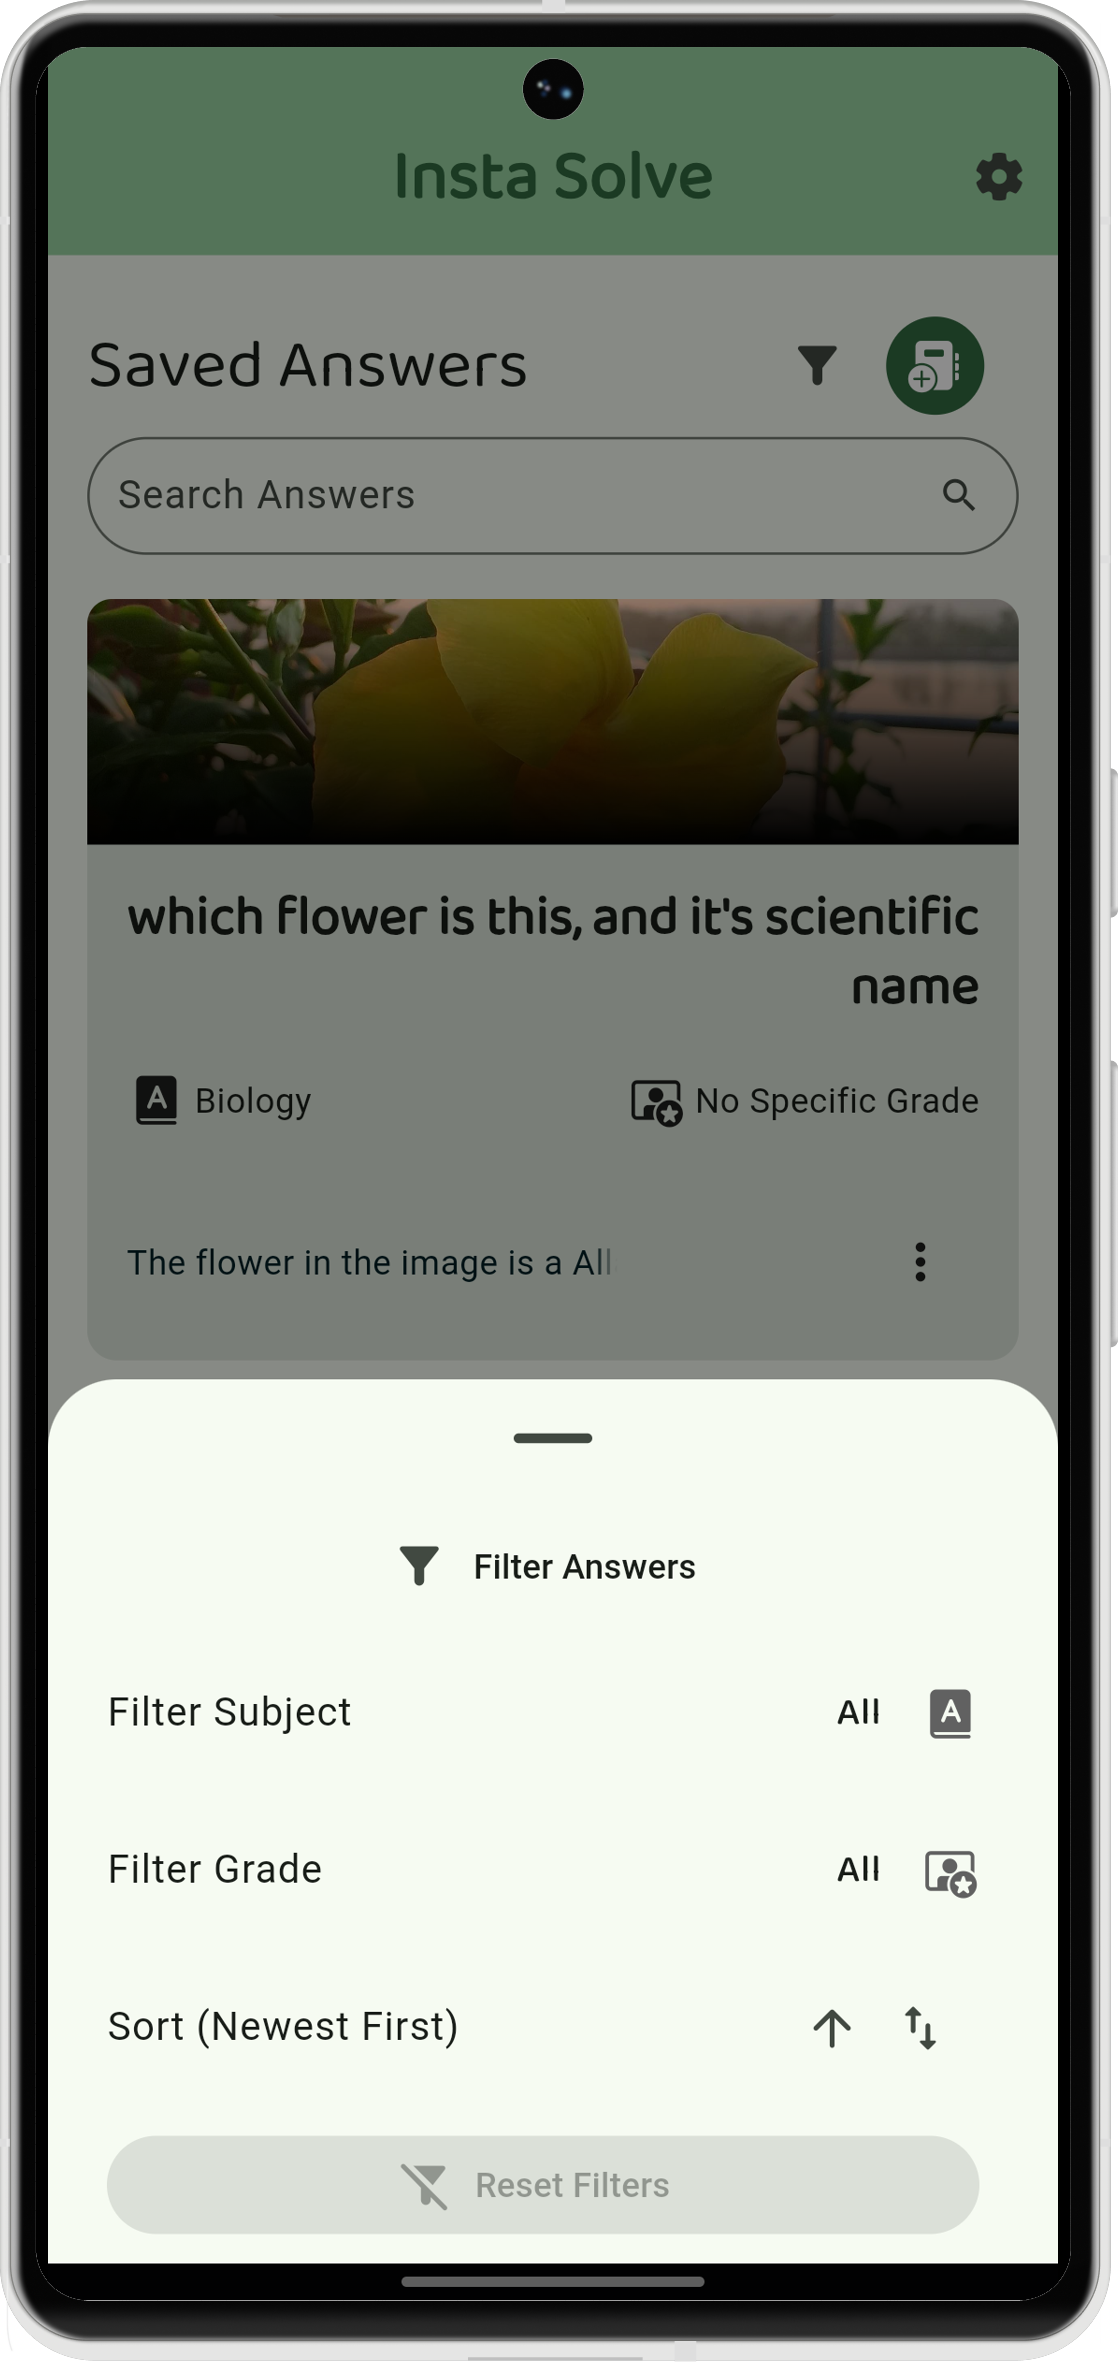 Insta Solve
Saved Answers
Search Answers
which flower is this, and it's scientific
name
A Biology
No Specific Grade
The flower in the image is a All
Filter Answers
Filter Subject
All A
Filter Grade
All
Sort (Newest First)
Reset Filters